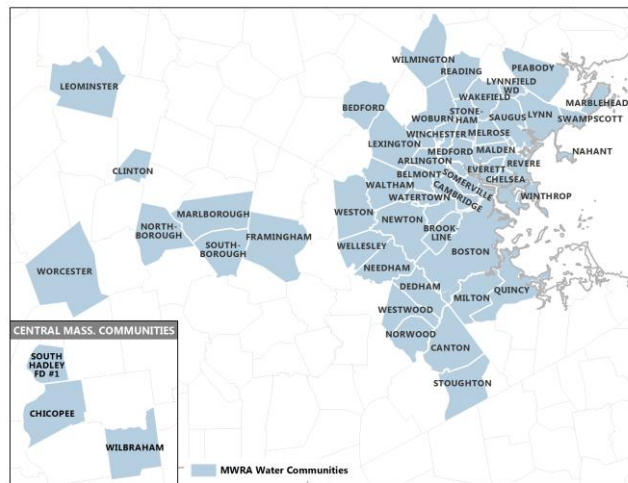 WILMINGTON
READING
PEABODY
LYNNFIELD
WD
LEOMINSTER
WAKEFIELD
MARBLEHEAD
BEDFORD
STONE-
HAM
SAUGUS
LYNN
SWAMPSCOTT
WOBURN
WINCHESTER
MELROSE
LEXINGTON
MEDFORD
MALDEN
NAHANT
ARLINGTON
REVERE
EVERETT
CLINTON
BELMONT
SOMERVILLE
CHELSEA
WALTHAM
CAMBRIDGE
WATERTOWN
WINTHROP
MARLBOROUGH
WESTON
NORTH-
BOROUGH
NEWTON
BROOK-
LINE
FRAMINGHAM
SOUTH-
BOROUGH
WELLESLEY
BOSTON
WORCESTER
NEEDHAM
DEDHAM
QUINCY
MILTON
WESTWOOD
NORWOOD
CANTON
STOUGHTON
CENTRAL MASS. COMMUNITIES
SOUTH
HADLEY
FD #1
CHICOPEE
WILBRAHAM
MWRA Water Communities